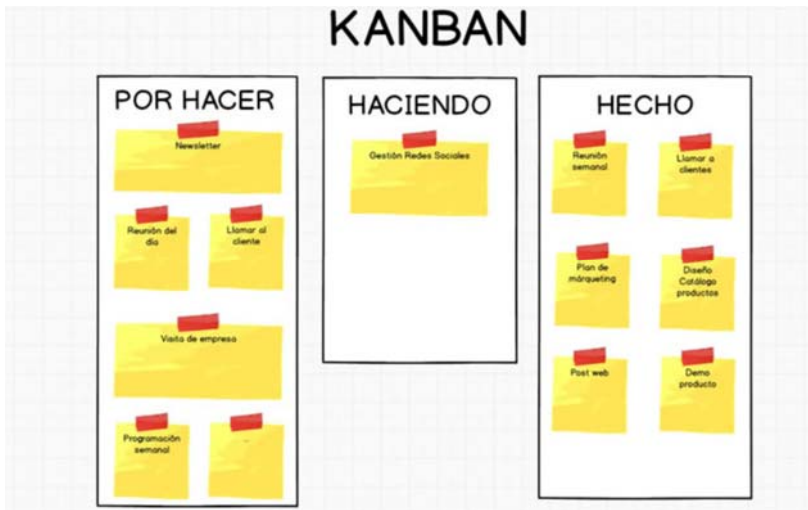 KANBAN
POR HACER
Newsletter
Reunión del
día
Llamar al
cliente
Visita de empresa
Programación
semanal
HACIENDO
Gestión Redes Sociales
HECHO
Reunión
semanal
Llamar a
clientes
Plan de
márqueting
Diseño
Catálogo
productos
Post web
Demo
producto